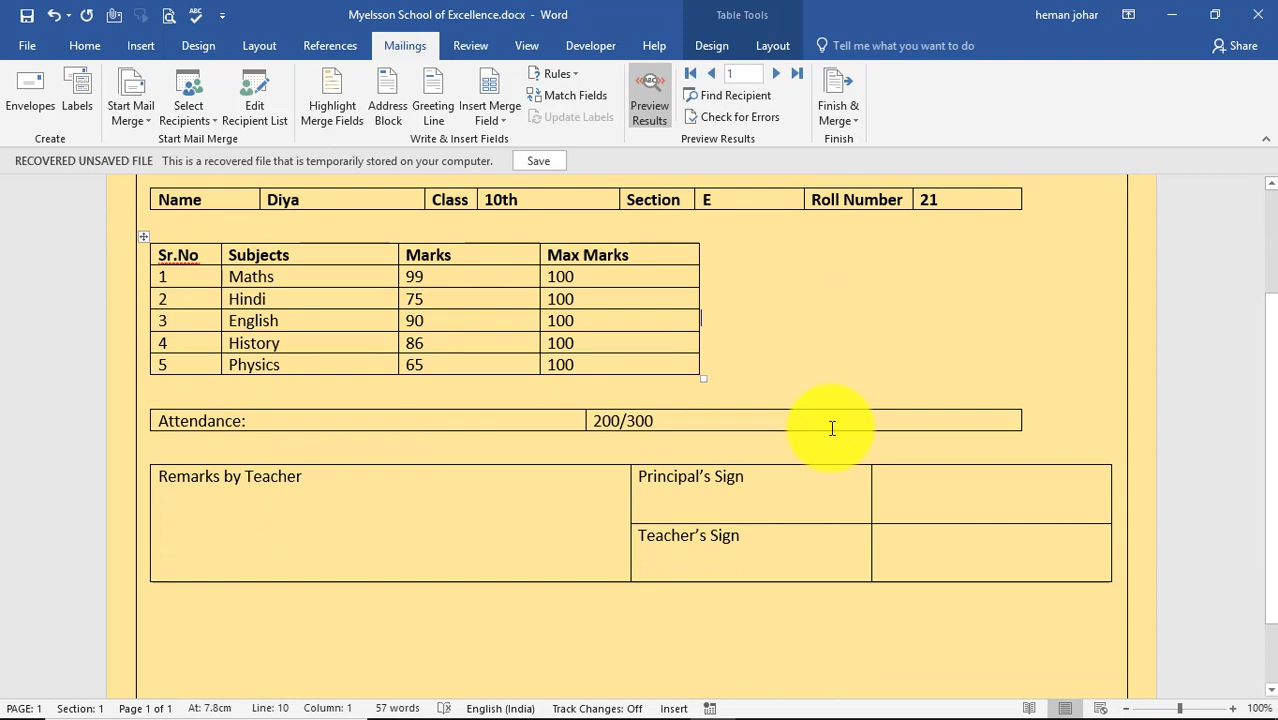 Myelsson School of Excellence.docx - Word
Table Tools
heman johar
File Home Insert Design Layout References Mailings Review View Developer Help Design Layout Tell me what you want to do Share
Envelopes
Labels
Create
Start Mail Merge
Select Recipients
Edit Recipient List
Start Mail Merge
Highlight Merge Fields
Address Block
Greeting Line
Insert Merge Field
Rules
Match Fields
Update Labels
Write & Insert Fields
Preview Results
1
Find Recipient
Check for Errors
Preview Results
Finish & Merge
Finish
RECOVERED UNSAVED FILE This is a recovered file that is temporarily stored on your computer. Save
Name Diya Class 10th Section E Roll Number 21
Sr.No Subjects Marks Max Marks
1 Maths 99 100
2 Hindi 75 100
3 English 90 100
4 History 86 100
5 Physics 65 100
Attendance: 200/300
Remarks by Teacher Principal’s Sign
Teacher’s Sign
PAGE: 1 Section: 1 Page 1 of 1 At: 7.8cm Line: 10 Column: 1 57 words English (India) Track Changes: Off Insert 100%